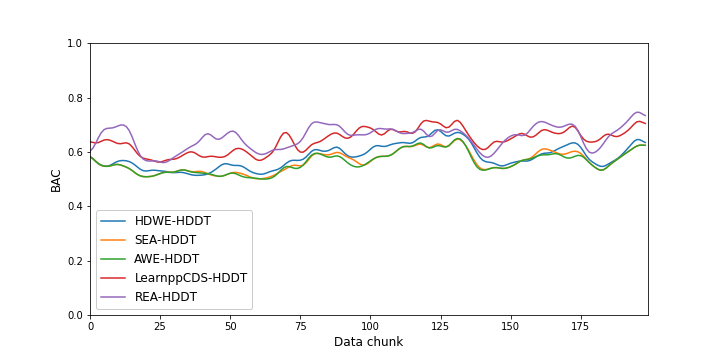 1.0
0.8
0.6
BAC
0.4
0.2
0.0
HDWE-HDDT
SEA-HDDT
AWE-HDDT
LearnppCDS-HDDT
REA-HDDT
0 25 50 75 100 125 150 175
Data chunk